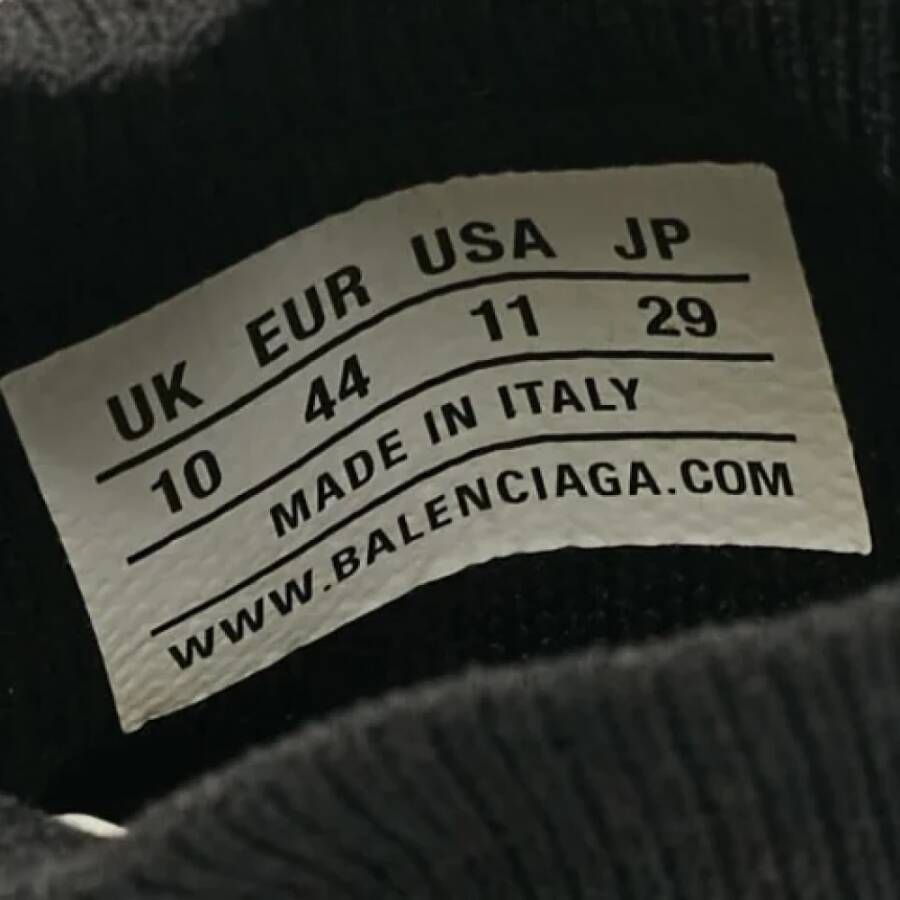 UK EUR USA JP
10 44 11 29
MADE IN ITALY
WWW.BALENCIAGA.COM